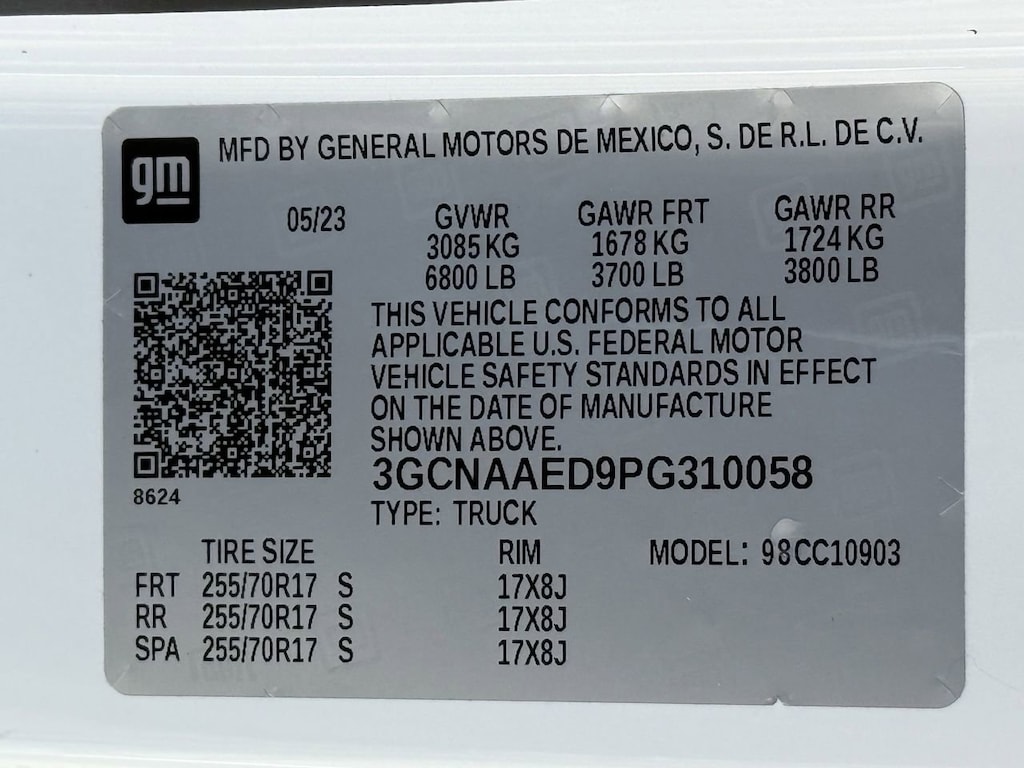 gm MFD BY GENERAL MOTORS DE MEXICO, S. DE R.L. DE C.V.
05/23 GVWR GAWR FRT GAWR RR
3085 KG 1678 KG 1724 KG
6800 LB 3700 LB 3800 LB
THIS VEHICLE CONFORMS TO ALL
APPLICABLE U.S. FEDERAL MOTOR
VEHICLE SAFETY STANDARDS IN EFFECT
ON THE DATE OF MANUFACTURE
SHOWN ABOVE.
3GCNAAED9PG310058
8624
TYPE: TRUCK
TIRE SIZE RIM MODEL: 98CC10903
FRT 255/70R17 S 17X8J
RR 255/70R17 S 17X8J
SPA 255/70R17 S 17X8J